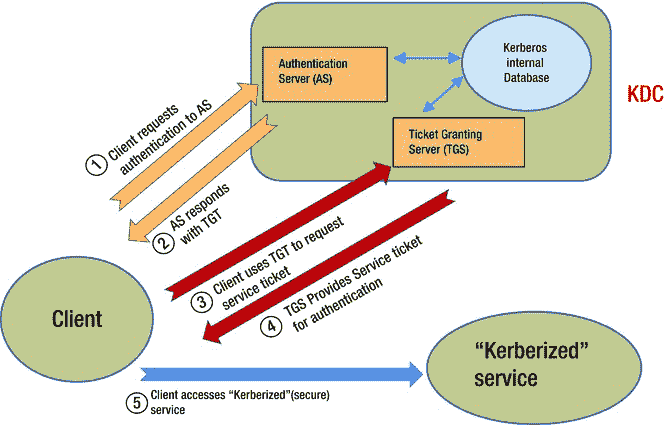 Authentication
Server (AS)
Kerberos
internal
Database
KDC
Ticket Granting
Server (TGS)
1 Client requests
authentication to AS
2 AS responds
with TGT
3 Client uses TGT to request
service ticket
4 TGS Provides Service ticket
for authentication
Client
"Kerberized"
service
5 Client accesses "Kerberized"(secure)
service